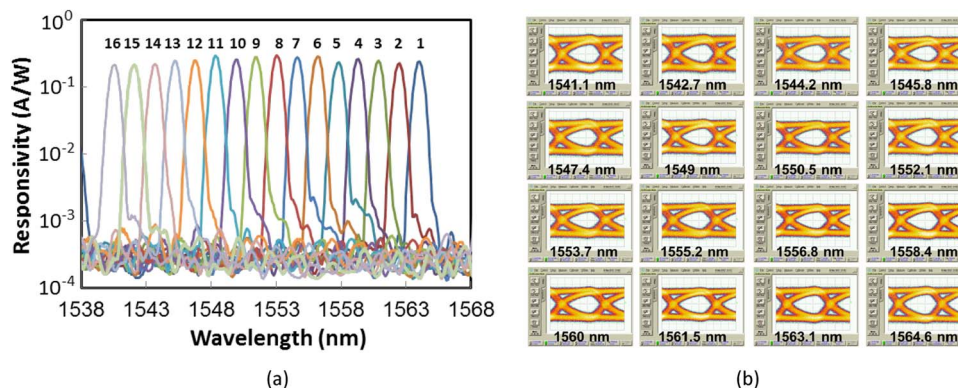 10⁰
10⁻¹
10⁻²
10⁻³
10⁻⁴
Responsivity (A/W)
16 15 14 13 12 11 10 9 8 7 6 5 4 3 2 1
1538 1543 1548 1553 1558 1563 1568
Wavelength (nm)
(a)
1541.1 nm 1542.7 nm 1544.2 nm 1545.8 nm
1547.4 nm 1549 nm 1550.5 nm 1552.1 nm
1553.7 nm 1555.2 nm 1556.8 nm 1558.4 nm
1560 nm 1561.5 nm 1563.1 nm 1564.6 nm
(b)